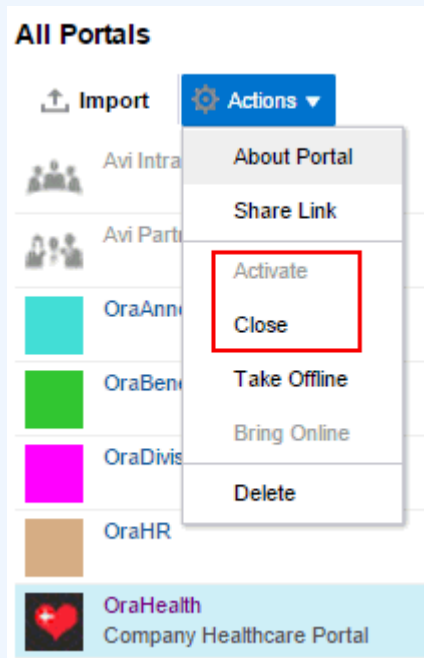 All Portals
Import
Actions
Avi Intra
About Portal
Share Link
Avi Partn
Activate
OraAnno
Close
OraBene
Take Offline
Bring Online
OraDivis
Delete
OraHR
OraHealth
Company Healthcare Portal